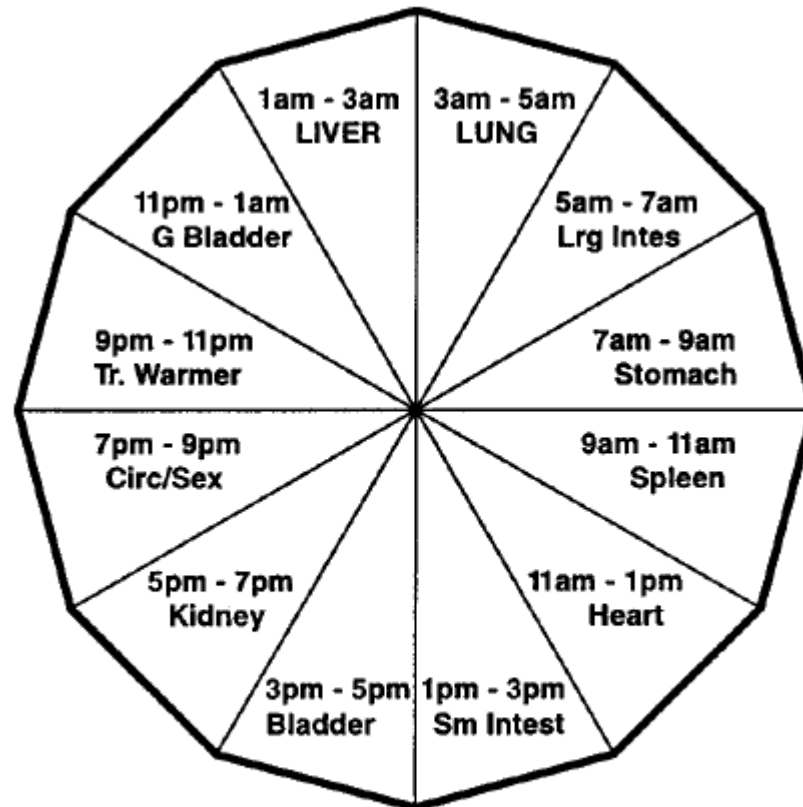 1am - 3am
LIVER
3am - 5am
LUNG
5am - 7am
Lrg Intes
7am - 9am
Stomach
9am - 11am
Spleen
11am - 1pm
Heart
1pm - 3pm
Sm Intest
3pm - 5pm
Bladder
5pm - 7pm
Kidney
7pm - 9pm
Circ/Sex
9pm - 11pm
Tr. Warmer
11pm - 1am
G Bladder